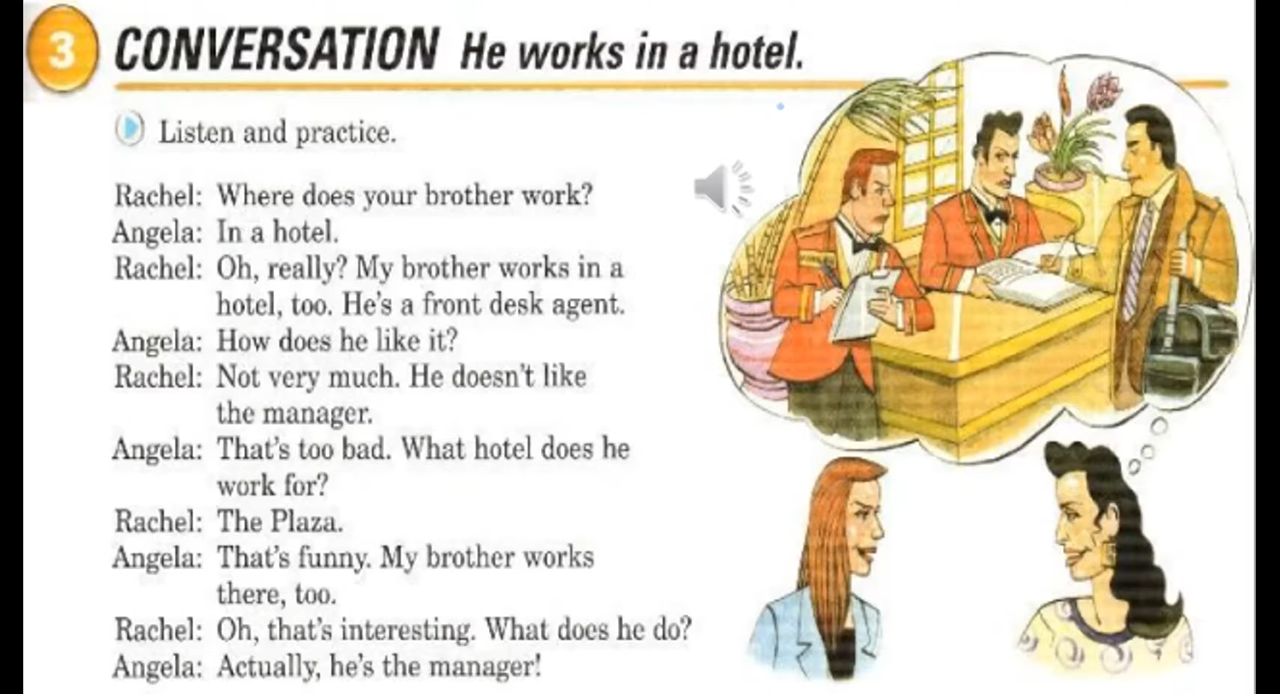 3 CONVERSATION He works in a hotel.
Listen and practice.
Rachel: Where does your brother work?
Angela: In a hotel.
Rachel: Oh, really? My brother works in a
hotel, too. He's a front desk agent.
Angela: How does he like it?
Rachel: Not very much. He doesn't like
the manager.
Angela: That's too bad. What hotel does he
work for?
Rachel: The Plaza.
Angela: That's funny. My brother works
there, too.
Rachel: Oh, that's interesting. What does he do?
Angela: Actually, he's the manager!